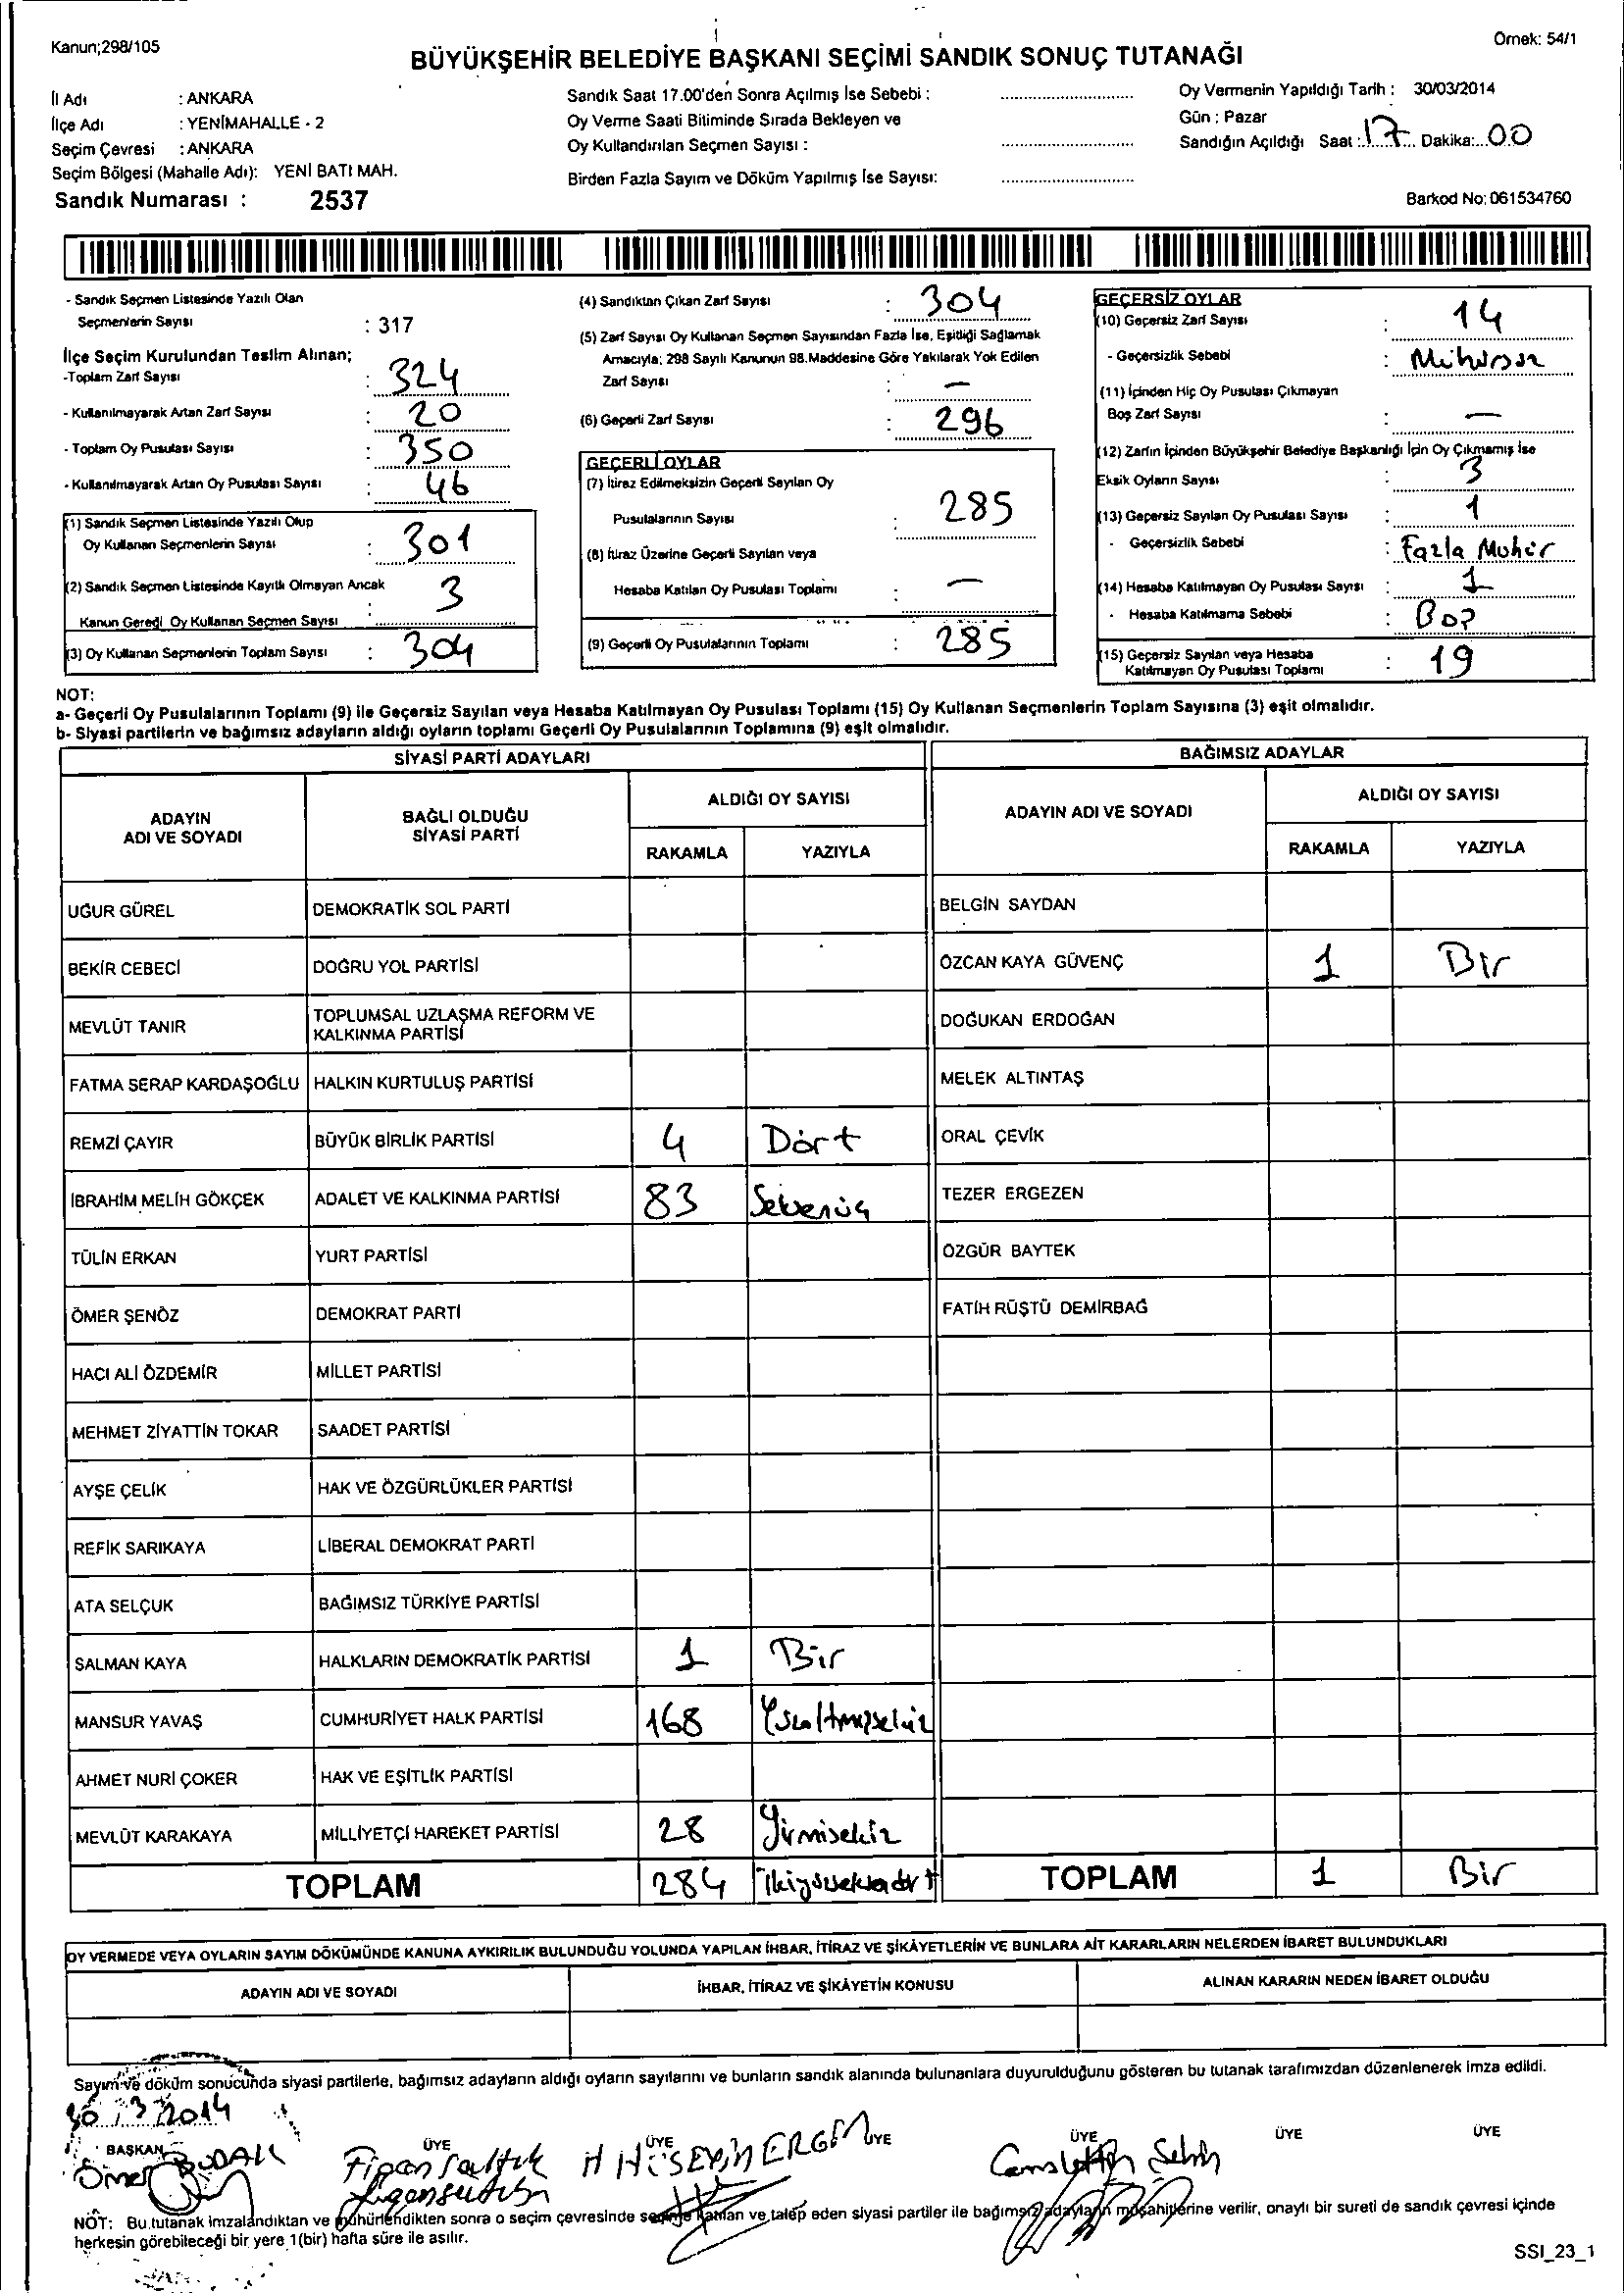 Kanun;298/105
Örnek: 54/1
BÜYÜKŞEHİR BELEDİYE BAŞKANI SEÇİMİ SANDIK SONUÇ TUTANAĞI
İl Adı : ANKARA
İlçe Adı : YENİMAHALLE - 2
Seçim Çevresi : ANKARA
Seçim Bölgesi (Mahalle Adı): YENİ BATI MAH.
Sandık Numarası : 2537
Sandık Saat 17.00'den Sonra Açılmış İse Sebebi :
Oy Verme Saati Bitiminde Sırada Bekleyen ve
Oy Kullandırılan Seçmen Sayısı :
Birden Fazla Sayım ve Döküm Yapılmış İse Sayısı:
Oy Vermenin Yapıldığı Tarih : 30/03/2014
Gün : Pazar
Sandığın Açıldığı Saat : 17 Dakika: 00
Barkod No: 061534760
- Sandık Seçmen Listesinde Yazılı Olan
Seçmenlerin Sayısı : 317
İlçe Seçim Kurulundan Teslim Alınan;
-Toplam Zarf Sayısı : 324
- Kullanılmayarak Artan Zarf Sayısı : 20
- Toplam Oy Pusulası Sayısı : 350
- Kullanılmayarak Artan Oy Pusulası Sayısı : 46
(1) Sandık Seçmen Listesinde Yazılı Olup
Oy Kullanan Seçmenlerin Sayısı : 301
(2) Sandık Seçmen Listesinde Kayıtlı Olmayan Ancak
Kanun Gereği Oy Kullanan Seçmen Sayısı : 3
(3) Oy Kullanan Seçmenlerin Toplam Sayısı : 304
(4) Sandıktan Çıkan Zarf Sayısı : 304
(5) Zarf Sayısı Oy Kullanan Seçmen Sayısından Fazla İse, Eşitliği Sağlamak
Amacıyla; 298 Sayılı Kanunun 98.Maddesine Göre Yakılarak Yok Edilen
Zarf Sayısı : —
(6) Geçerli Zarf Sayısı : 296
GEÇERLİ OYLAR
(7) İtiraz Edilmeksizin Geçerli Sayılan Oy
Pusulalarının Sayısı : 285
(8) İtiraz Üzerine Geçerli Sayılan veya
Hesaba Katılan Oy Pusulası Toplamı : —
(9) Geçerli Oy Pusulalarının Toplamı : 285
GEÇERSİZ OYLAR
(10) Geçersiz Zarf Sayısı : 14
- Geçersizlik Sebebi : Mühürsüz
(11) İçinden Hiç Oy Pusulası Çıkmayan
Boş Zarf Sayısı : —
(12) Zarfın İçinden Büyükşehir Belediye Başkanlığı İçin Oy Çıkmamış İse
Eksik Oyların Sayısı : 3
(13) Geçersiz Sayılan Oy Pusulası Sayısı : 1
- Geçersizlik Sebebi : Fazla Mühür
(14) Hesaba Katılmayan Oy Pusulası Sayısı : 1
- Hesaba Katılmama Sebebi : Boş
(15) Geçersiz Sayılan veya Hesaba
Katılmayan Oy Pusulası Toplamı : 19
NOT:
a- Geçerli Oy Pusulalarının Toplamı (9) ile Geçersiz Sayılan veya Hesaba Katılmayan Oy Pusulası Toplamı (15) Oy Kullanan Seçmenlerin Toplam Sayısına (3) eşit olmalıdır.
b- Siyasi partilerin ve bağımsız adayların aldığı oyların toplamı Geçerli Oy Pusulalarının Toplamına (9) eşit olmalıdır.
SİYASİ PARTİ ADAYLARI
BAĞIMSIZ ADAYLAR
ADAYIN ADI VE SOYADI
BAĞLI OLDUĞU SİYASİ PARTİ
ALDIĞI OY SAYISI
RAKAMLA YAZIYLA
ADAYIN ADI VE SOYADI
ALDIĞI OY SAYISI
RAKAMLA YAZIYLA
UĞUR GÜREL DEMOKRATİK SOL PARTİ BELGİN SAYDAN
BEKİR CEBECİ DOĞRU YOL PARTİSİ ÖZCAN KAYA GÜVENÇ 1 Bir
MEVLÜT TANIR TOPLUMSAL UZLAŞMA REFORM VE KALKINMA PARTİSİ DOĞUKAN ERDOĞAN
FATMA SERAP KARDAŞOĞLU HALKIN KURTULUŞ PARTİSİ MELEK ALTINTAŞ
REMZİ ÇAYIR BÜYÜK BİRLİK PARTİSİ 4 Dört ORAL ÇEVİK
İBRAHİM MELİH GÖKÇEK ADALET VE KALKINMA PARTİSİ 83 Seksenüç TEZER ERGEZEN
TÜLİN ERKAN YURT PARTİSİ ÖZGÜR BAYTEK
ÖMER ŞENÖZ DEMOKRAT PARTİ FATİH RÜŞTÜ DEMİRBAĞ
HACI ALİ ÖZDEMİR MİLLET PARTİSİ
MEHMET ZİYATTİN TOKAR SAADET PARTİSİ
AYŞE ÇELİK HAK VE ÖZGÜRLÜKLER PARTİSİ
REFİK SARIKAYA LİBERAL DEMOKRAT PARTİ
ATA SELÇUK BAĞIMSIZ TÜRKİYE PARTİSİ
SALMAN KAYA HALKLARIN DEMOKRATİK PARTİSİ 1 Bir
MANSUR YAVAŞ CUMHURİYET HALK PARTİSİ 168 Yüzaltmışsekiz
AHMET NURİ ÇOKER HAK VE EŞİTLİK PARTİSİ
MEVLÜT KARAKAYA MİLLİYETÇİ HAREKET PARTİSİ 28 Yirmisekiz
TOPLAM 284 İkiyüzseksendört TOPLAM 1 Bir
OY VERMEDE VEYA OYLARIN SAYIM DÖKÜMÜNDE KANUNA AYKIRILIK BULUNDUĞU YOLUNDA YAPILAN İHBAR, İTİRAZ VE ŞİKÂYETLERİN VE BUNLARA AİT KARARLARIN NELERDEN İBARET BULUNDUKLARI
ADAYIN ADI VE SOYADI İHBAR, İTİRAZ VE ŞİKÂYETİN KONUSU ALINAN KARARIN NEDEN İBARET OLDUĞU
Sayım ve döküm sonucunda siyasi partilerle, bağımsız adayların aldığı oyların sayılarını ve bunların sandık alanında bulunanlara duyurulduğunu gösteren bu tutanak tarafımızdan düzenlenerek imza edildi.
30/3/2014
BAŞKAN ÜYE ÜYE ÜYE ÜYE ÜYE ÜYE
Ömer BUDAK H HÜSEYİN ERGİN
NOT: Bu tutanak imzalandıktan ve mühürlendikten sonra o seçim çevresinde seçime katılan ve talep eden siyasi partiler ile bağımsız adayların müşahitlerine verilir, onaylı bir sureti de sandık çevresi içinde
herkesin görebileceği bir yere 1(bir) hafta süre ile asılır.
SSI_23_1